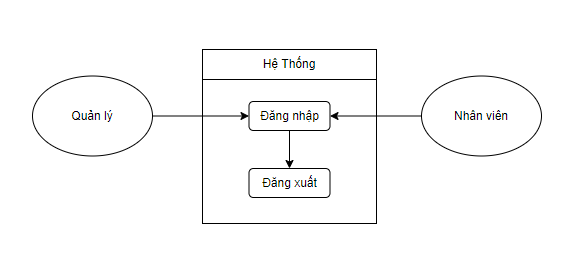 Hệ Thống
Quản lý
Đăng nhập
Nhân viên
Đăng xuất